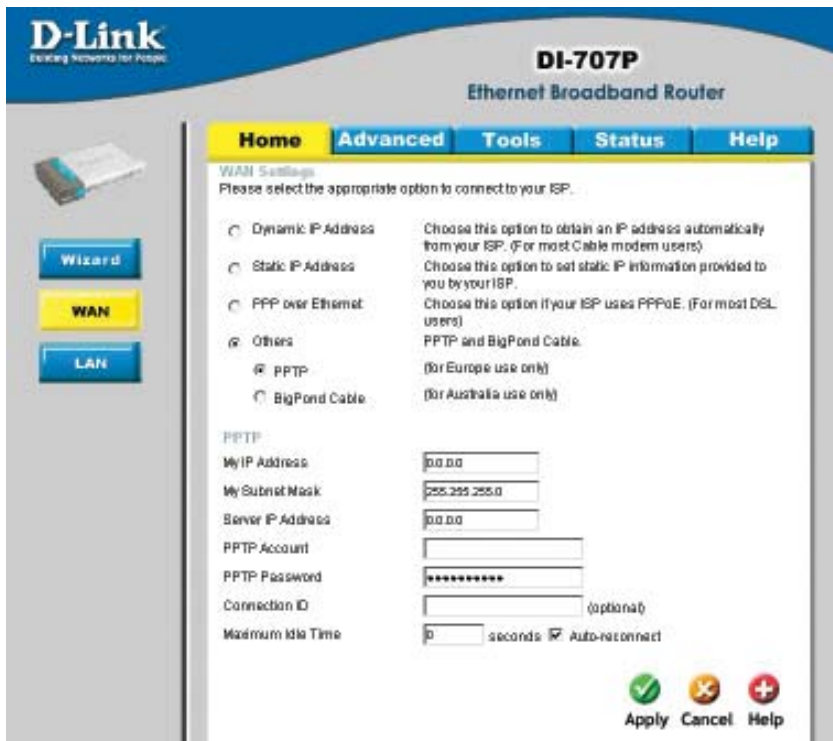 D-Link
Building Networks for People
DI-707P
Ethernet Broadband Router
Home
Advanced
Tools
Status
Help
Wizard
WAN
LAN
WAN Settings
Please select the appropriate option to connect to your ISP.
Dynamic IP Address
Choose this option to obtain an IP address automatically
from your ISP. (For most Cable modem users)
Static IP Address
Choose this option to set static IP information provided to
you by your ISP.
PPP over Ethernet
Choose this option if your ISP uses PPPoE. (For most DSL
users)
Others
PPTP and BigPond Cable.
PPTP
(for Europe use only)
BigPond Cable
(for Australia use only)
PPTP
My IP Address
0.0.0.0
My Subnet Mask
255.255.255.0
Server IP Address
0.0.0.0
PPTP Account
PPTP Password
••••••••••
Connection ID
(optional)
Maximum Idle Time
0
seconds
Auto-reconnect
Apply
Cancel
Help